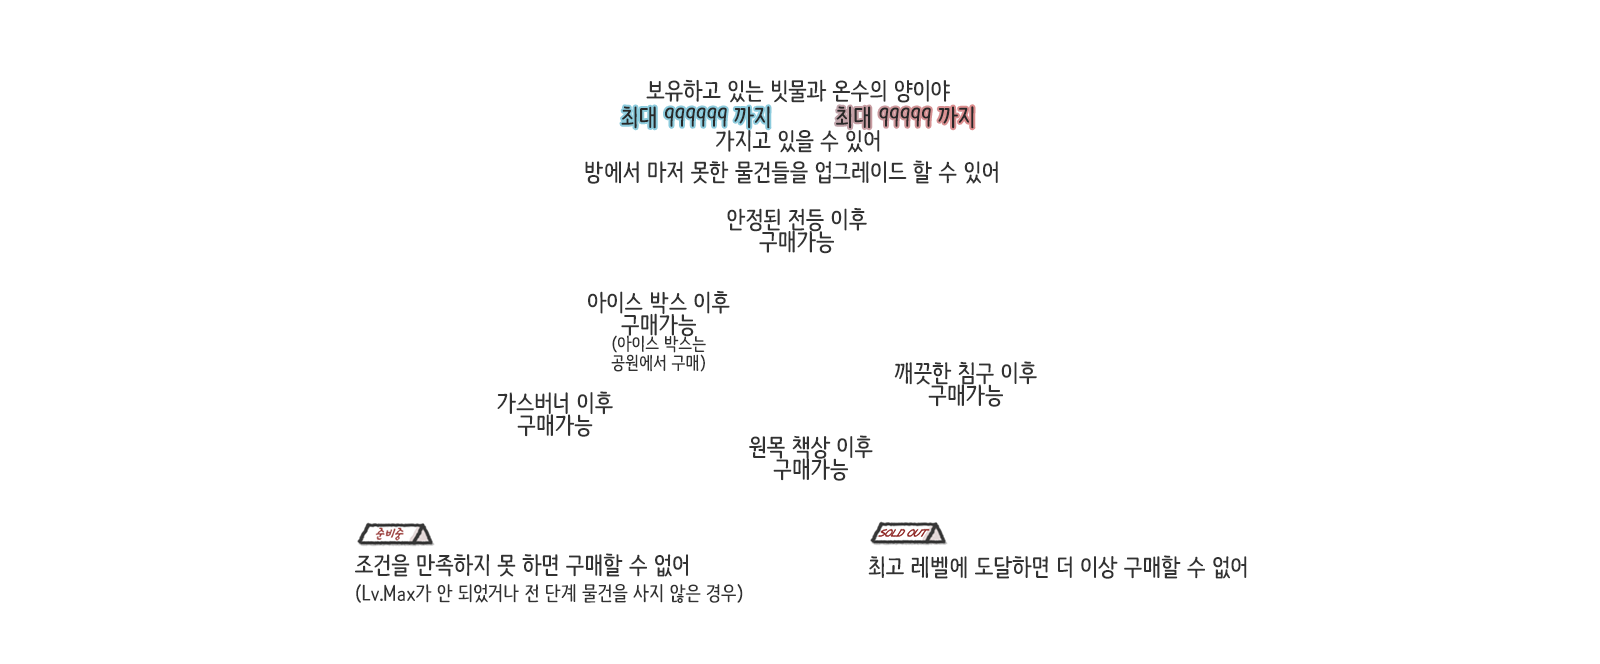 보유하고 있는 빗물과 온수의 양이야
최대 999999 까지 최대 99999 까지
가지고 있을 수 있어
방에서 마저 못한 물건들을 업그레이드 할 수 있어
안정된 전등 이후
구매가능
아이스 박스 이후
구매가능
(아이스 박스는
공원에서 구매)
깨끗한 침구 이후
구매가능
가스버너 이후
구매가능
원목 책상 이후
구매가능
준비중
조건을 만족하지 못 하면 구매할 수 없어
(Lv.Max가 안 되었거나 전 단계 물건을 사지 않은 경우)
SOLD OUT
최고 레벨에 도달하면 더 이상 구매할 수 없어